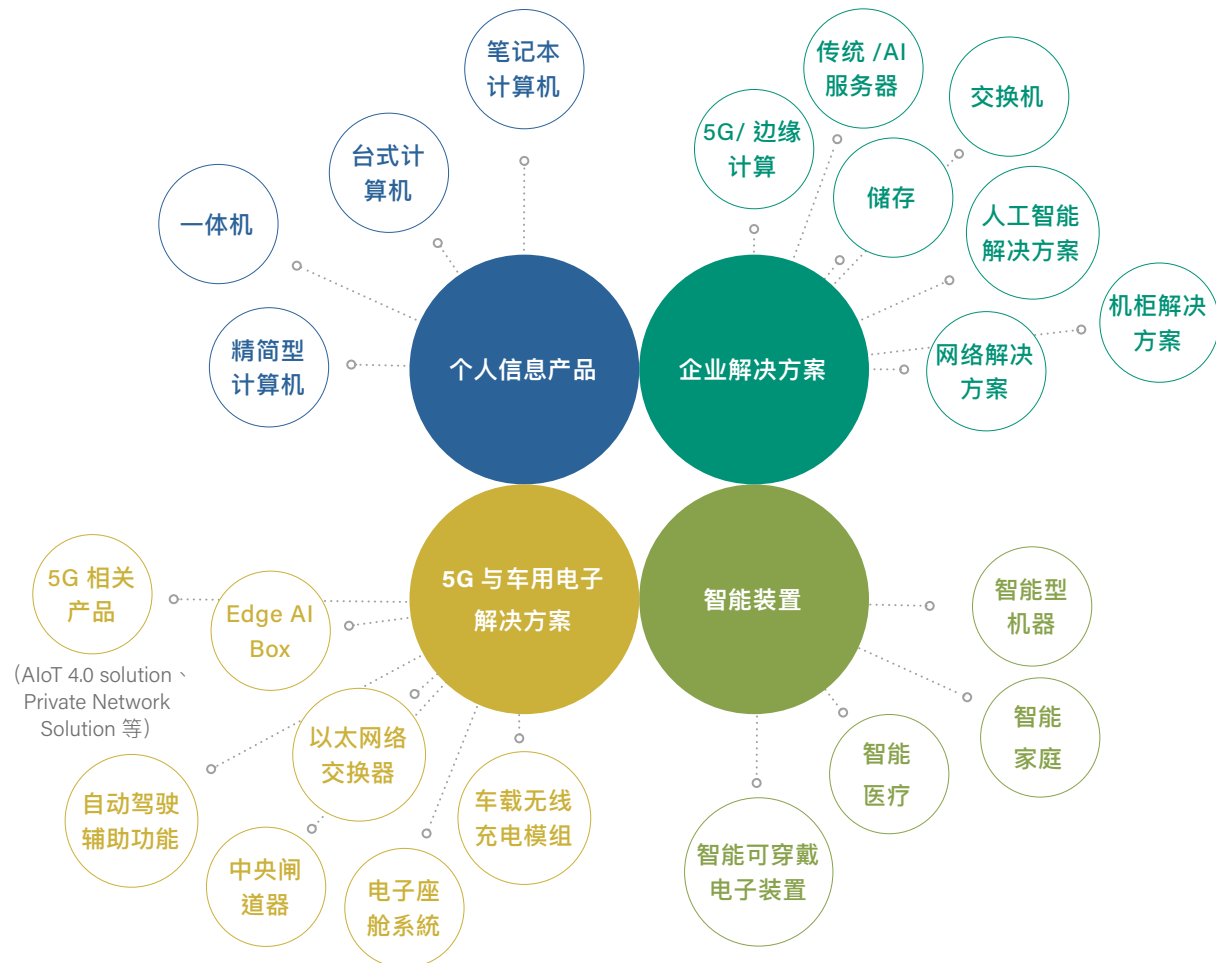 笔记本
计算机
台式计
算机
一体机
精简型
计算机
个人信息产品
传统 /AI
服务器
交换机
5G/ 边缘
计算
储存
人工智能
解决方案
机柜解决
方案
网络解决
方案
企业解决方案
5G 与车用电子
解决方案
5G 相关
产品
(AIoT 4.0 solution、
Private Network
Solution 等)
Edge AI
Box
自动驾驶
辅助功能
以太网络
交换器
中央闸
道器
电子座
舱系統
车载无线
充电模组
智能装置
智能型
机器
智能
家庭
智能
医疗
智能可穿戴
电子装置